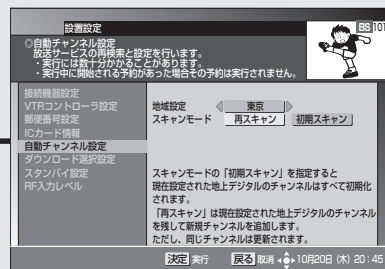 設置設定
BS 101
◎自動チャンネル設定
放送サービスの再検索と設定を行います。
・実行には数十分かかることがあります。
・実行中に開始される予約があった場合その予約は実行されません。
接続機器設定
VTRコントローラ設定
郵便番号設定
ICカード情報
自動チャンネル設定
ダウンロード選択設定
スタンバイ設定
RF入力レベル
地域設定 東京
スキャンモード 再スキャン 初期スキャン
スキャンモードの「初期スキャン」を指定すると
現在設定された地上デジタルのチャンネルはすべて初期化
されます。
「再スキャン」は現在設定された地上デジタルのチャンネル
を残して新規チャンネルを追加します。
ただし、同じチャンネルは更新されます。
決定 実行 戻る 取消 10月20日 (木) 20:45